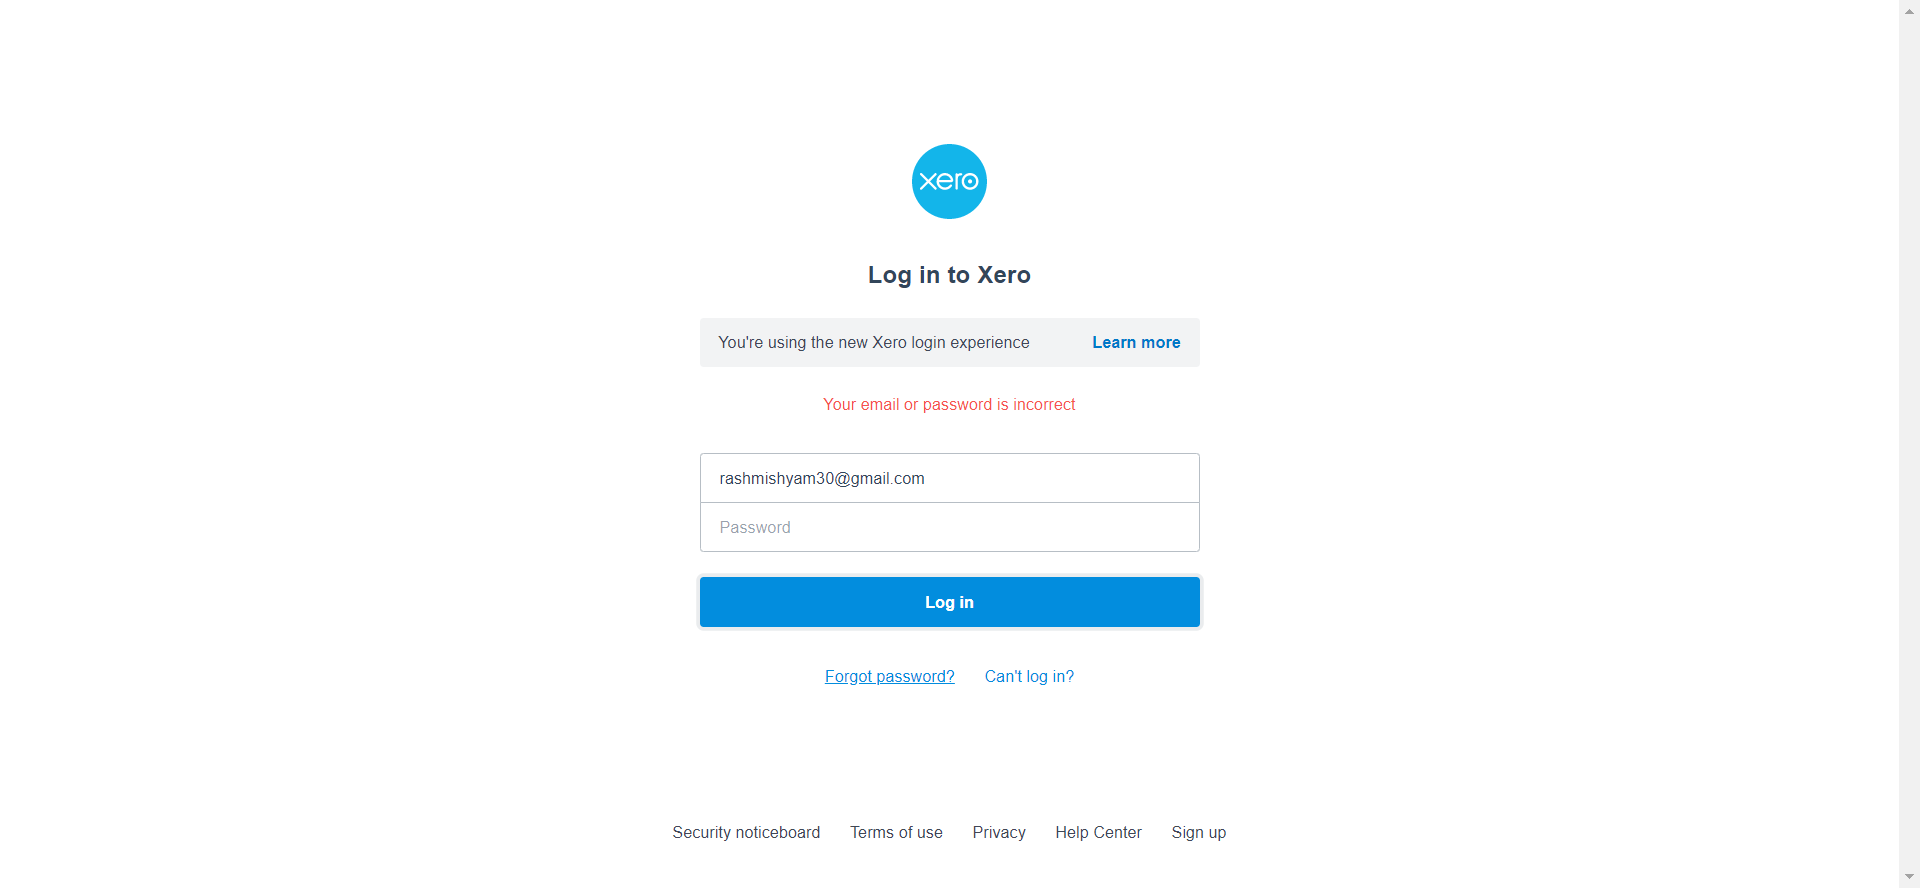 xero
Log in to Xero
You're using the new Xero login experience Learn more
Your email or password is incorrect
rashmishyam30@gmail.com
Password
Log in
Forgot password? Can't log in?
Security noticeboard Terms of use Privacy Help Center Sign up